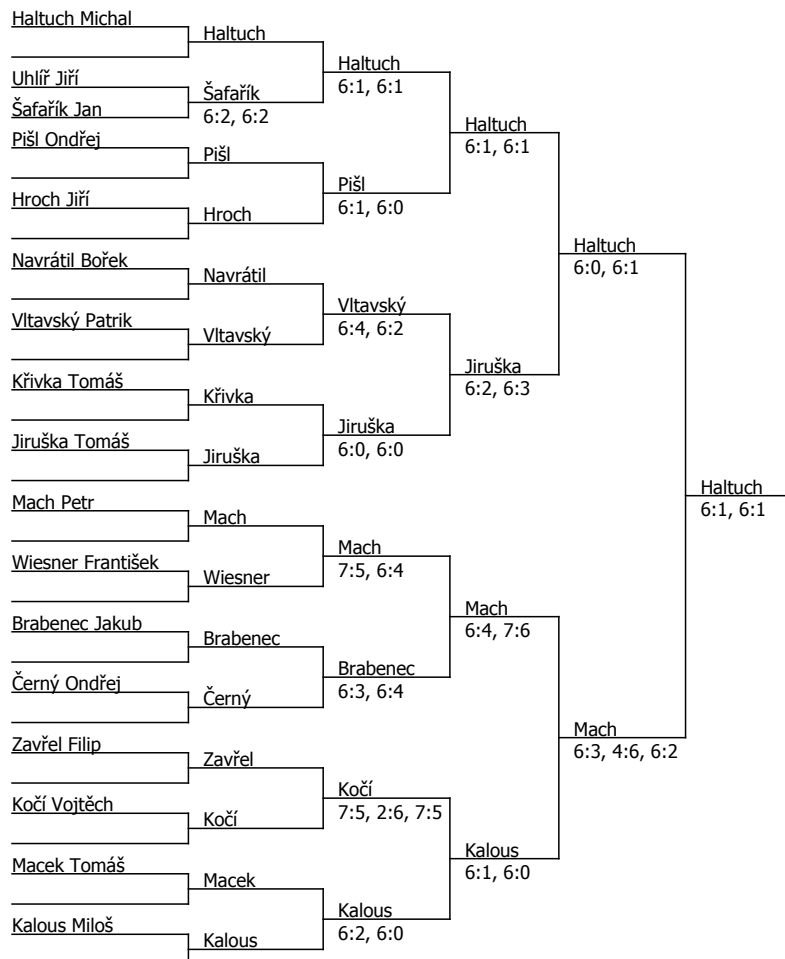 Haltuch Michal
Haltuch
Haltuch
6:1, 6:1
Uhlíř Jiří
Šafařík
Šafařík Jan
6:2, 6:2
Haltuch
6:1, 6:1
Pišl Ondřej
Pišl
Pišl
6:1, 6:0
Hroch Jiří
Hroch
Haltuch
6:0, 6:1
Navrátil Bořek
Navrátil
Vltavský
6:4, 6:2
Vltavský Patrik
Vltavský
Jiruška
6:2, 6:3
Křivka Tomáš
Křivka
Jiruška
6:0, 6:0
Jiruška Tomáš
Jiruška
Haltuch
6:1, 6:1
Mach Petr
Mach
Mach
7:5, 6:4
Wiesner František
Wiesner
Mach
6:4, 7:6
Brabenec Jakub
Brabenec
Brabenec
6:3, 6:4
Černý Ondřej
Černý
Mach
6:3, 4:6, 6:2
Zavřel Filip
Zavřel
Kočí
7:5, 2:6, 7:5
Kočí Vojtěch
Kočí
Kalous
6:1, 6:0
Macek Tomáš
Macek
Kalous
6:2, 6:0
Kalous Miloš
Kalous